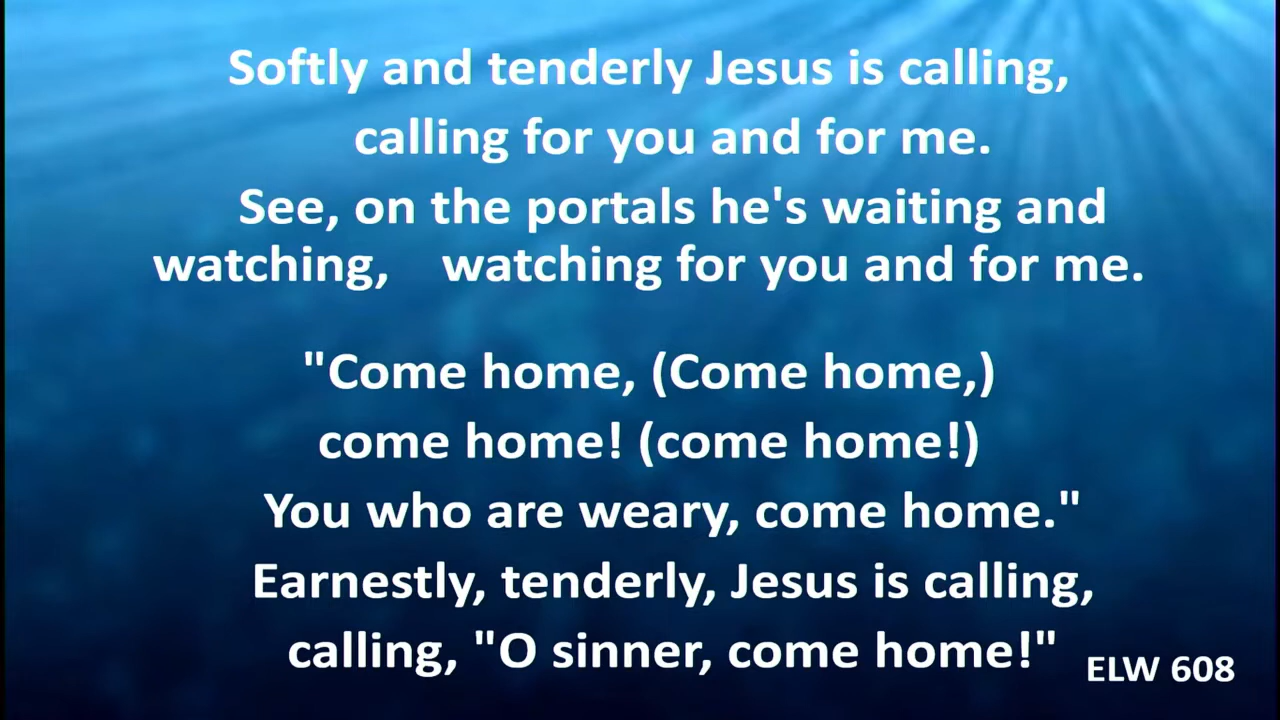 Softly and tenderly Jesus is calling,
calling for you and for me.
See, on the portals he's waiting and
watching, watching for you and for me.
"Come home, (Come home,)
come home! (come home!)
You who are weary, come home."
Earnestly, tenderly, Jesus is calling,
calling, "O sinner, come home!"
ELW 608